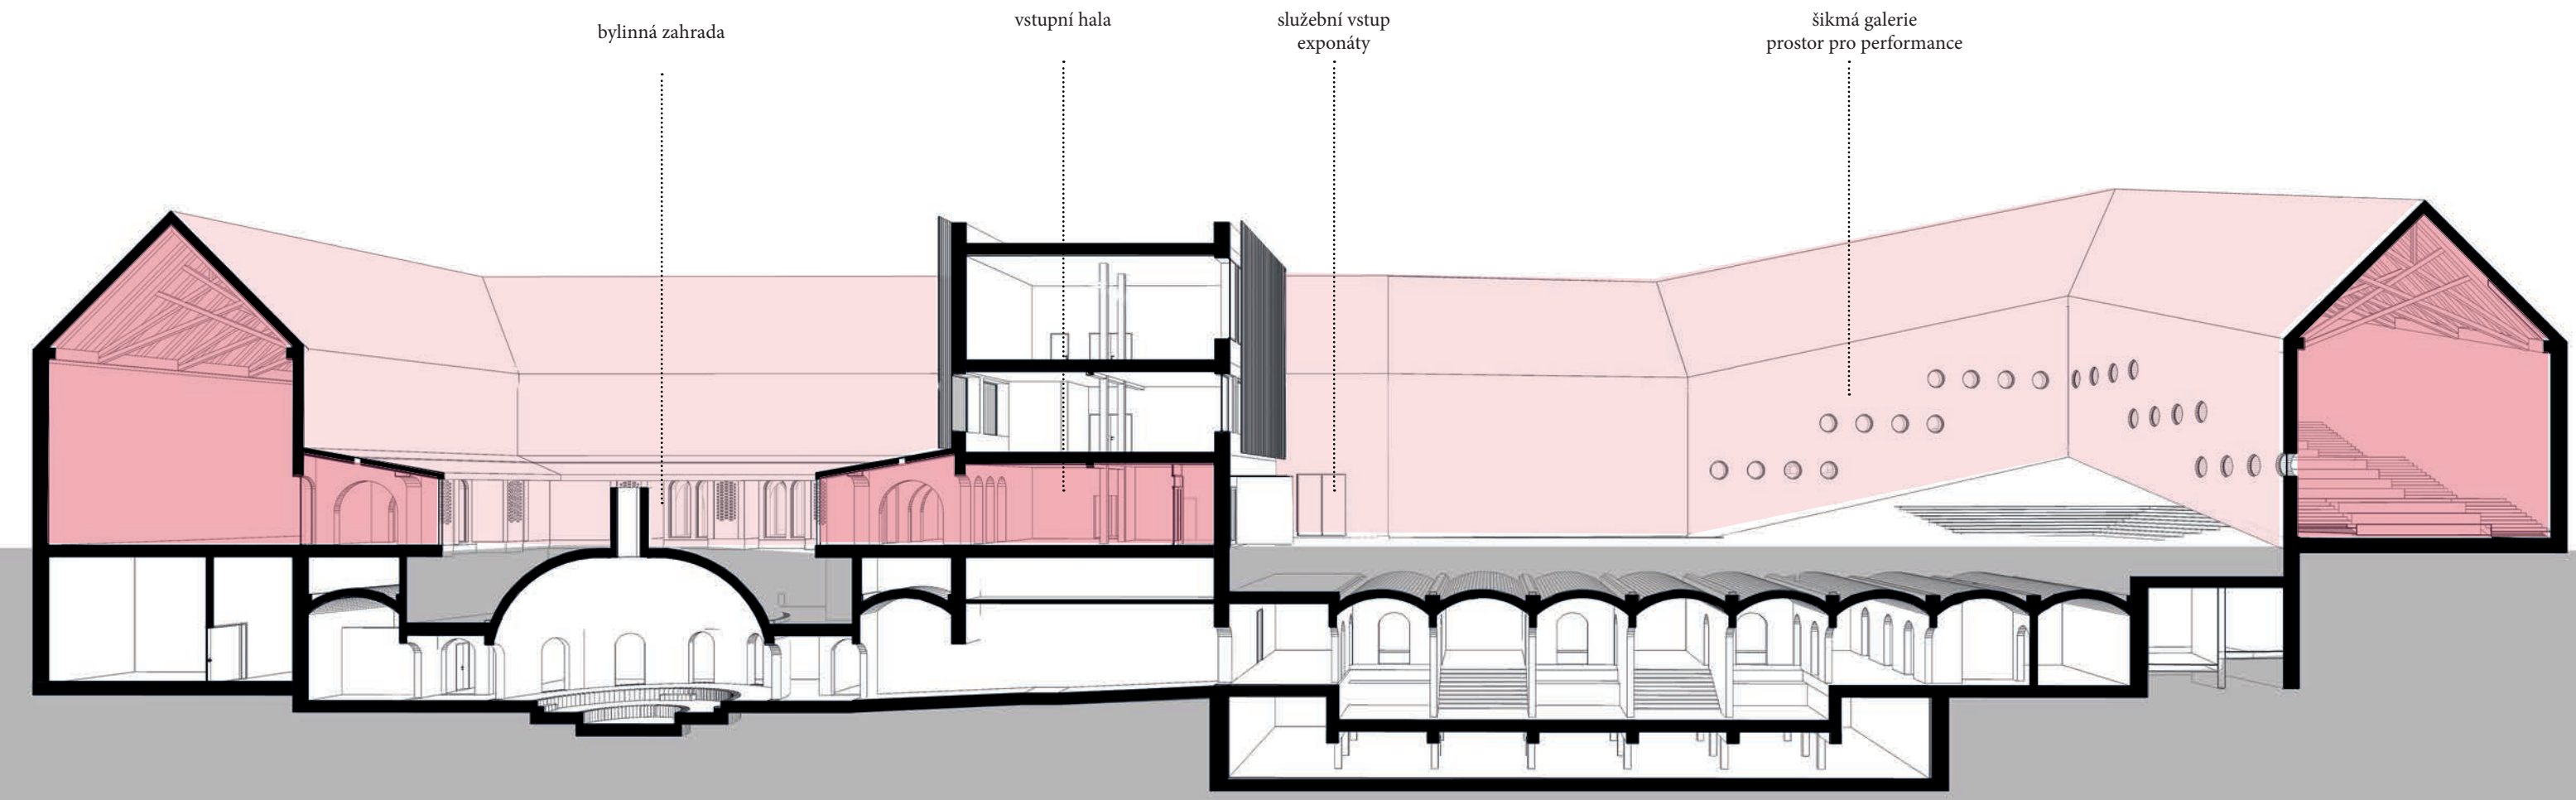 bylinná zahrada
vstupní hala
služební vstup
exponáty
šikmá galerie
prostor pro performance